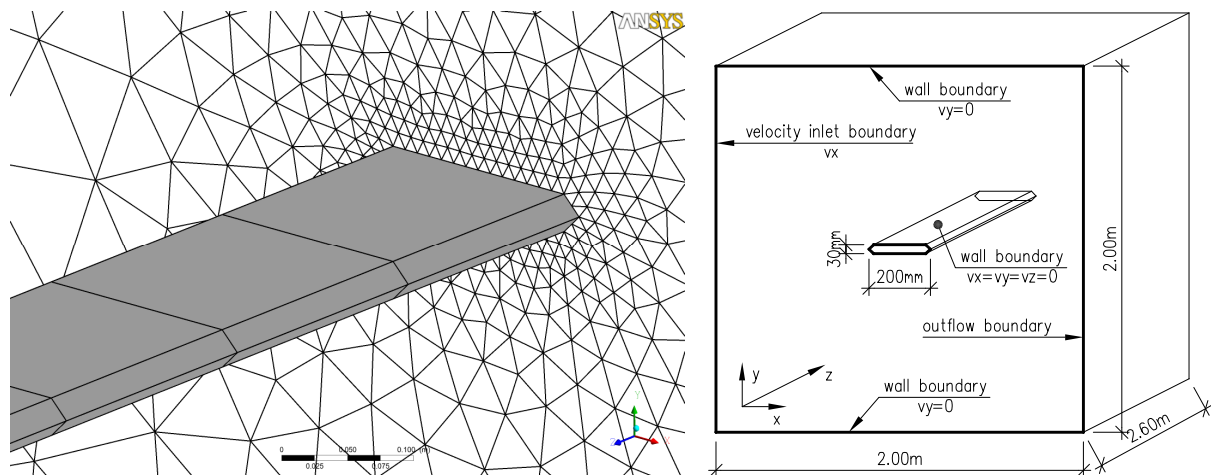 ANSYS
Y
Z
X
0
0.050
0.100 (m)
0.025
0.075
wall boundary
vy=0
velocity inlet boundary
vx
30mm
200mm
wall boundary
vx=vy=vz=0
2.00m
outflow boundary
y
z
x
wall boundary
vy=0
2.60m
2.00m